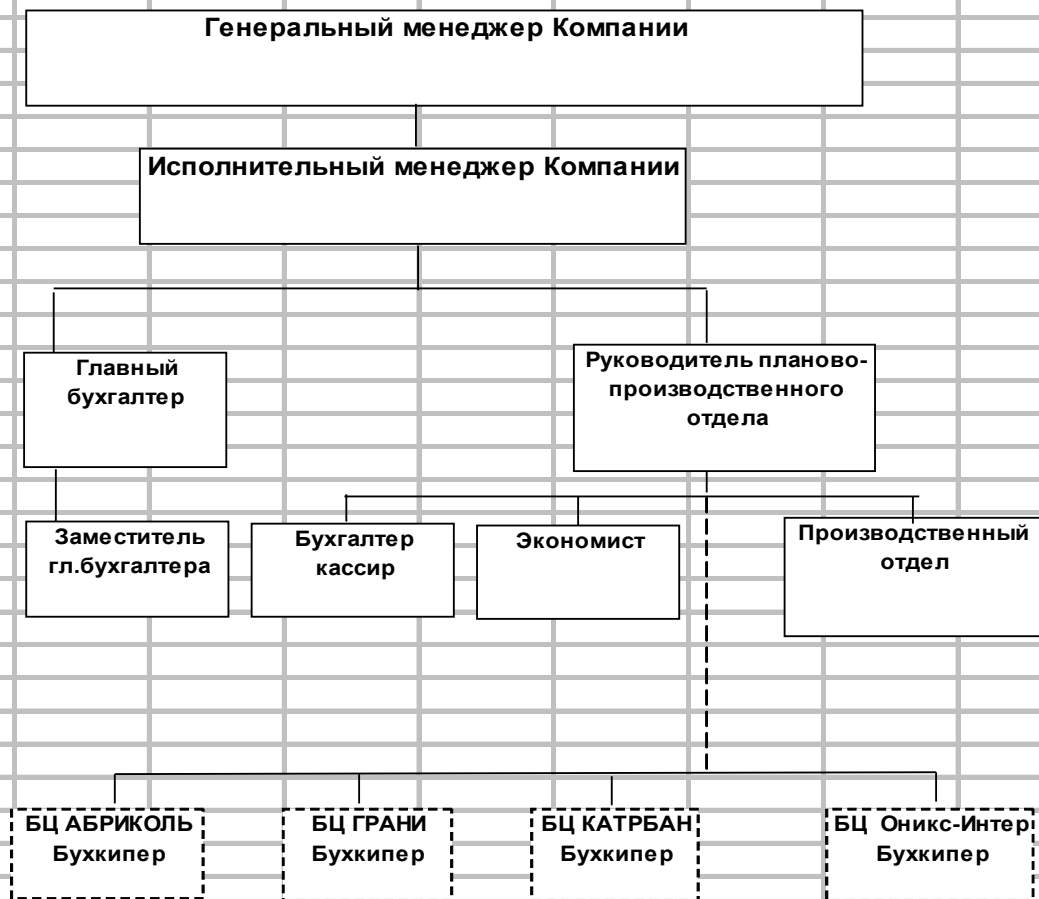 Генеральный менеджер Компании
Исполнительный менеджер Компании
Главный
бухгалтер
Руководитель планово-
производственного
отдела
Заместитель
гл.бухгалтера
Бухгалтер
кассир
Экономист
Производственный
отдел
БЦ АБРИКОЛЬ
Бухкипер
БЦ ГРАНИ
Бухкипер
БЦ КАТРБАН
Бухкипер
БЦ Оникс-Интер
Бухкипер